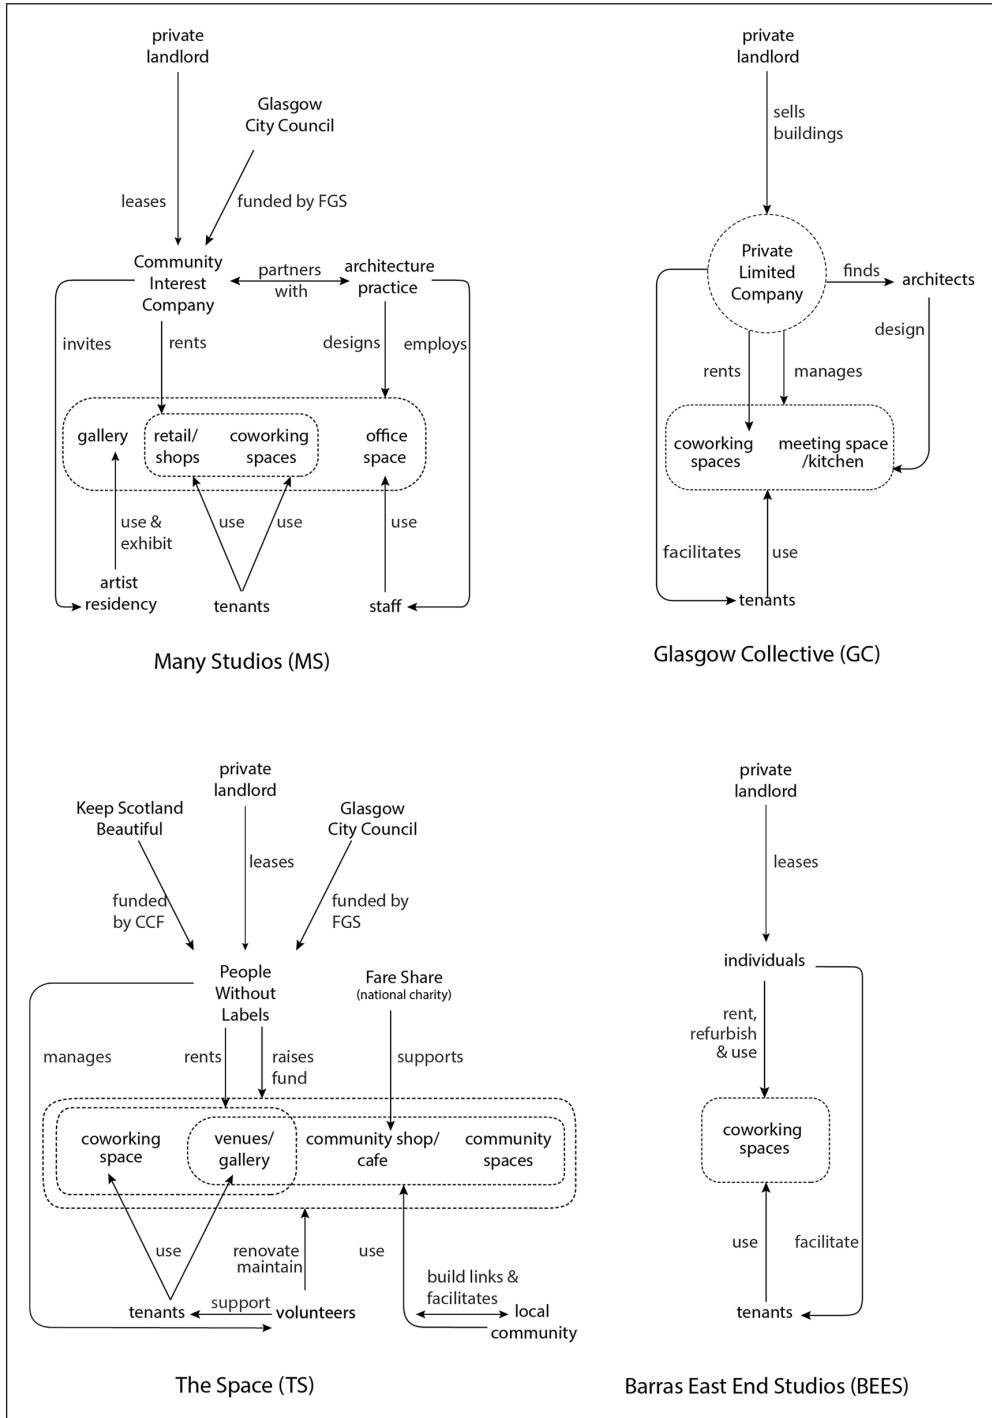 private
landlord
Glasgow
City Council
leases
funded by FGS
Community
Interest
Company
partners
with
architecture
practice
invites
rents
designs
employs
gallery
retail/
shops
coworking
spaces
office
space
use &
exhibit
use
use
use
artist
residency
tenants
staff
Many Studios (MS)
private
landlord
sells
buildings
Private
Limited
Company
finds
architects
design
rents
manages
coworking
spaces
meeting space
/kitchen
facilitates
use
tenants
Glasgow Collective (GC)
private
landlord
Keep Scotland
Beautiful
Glasgow
City Council
leases
funded
by CCF
funded by
FGS
People
Without
Labels
Fare Share
(national charity)
manages
rents
raises
fund
supports
coworking
space
venues/
gallery
community shop/
cafe
community
spaces
use
renovate
maintain
use
build links &
facilitates
tenants
support
volunteers
local
community
The Space (TS)
private
landlord
leases
individuals
rent,
refurbish
& use
coworking
spaces
use
facilitate
tenants
Barras East End Studios (BEES)